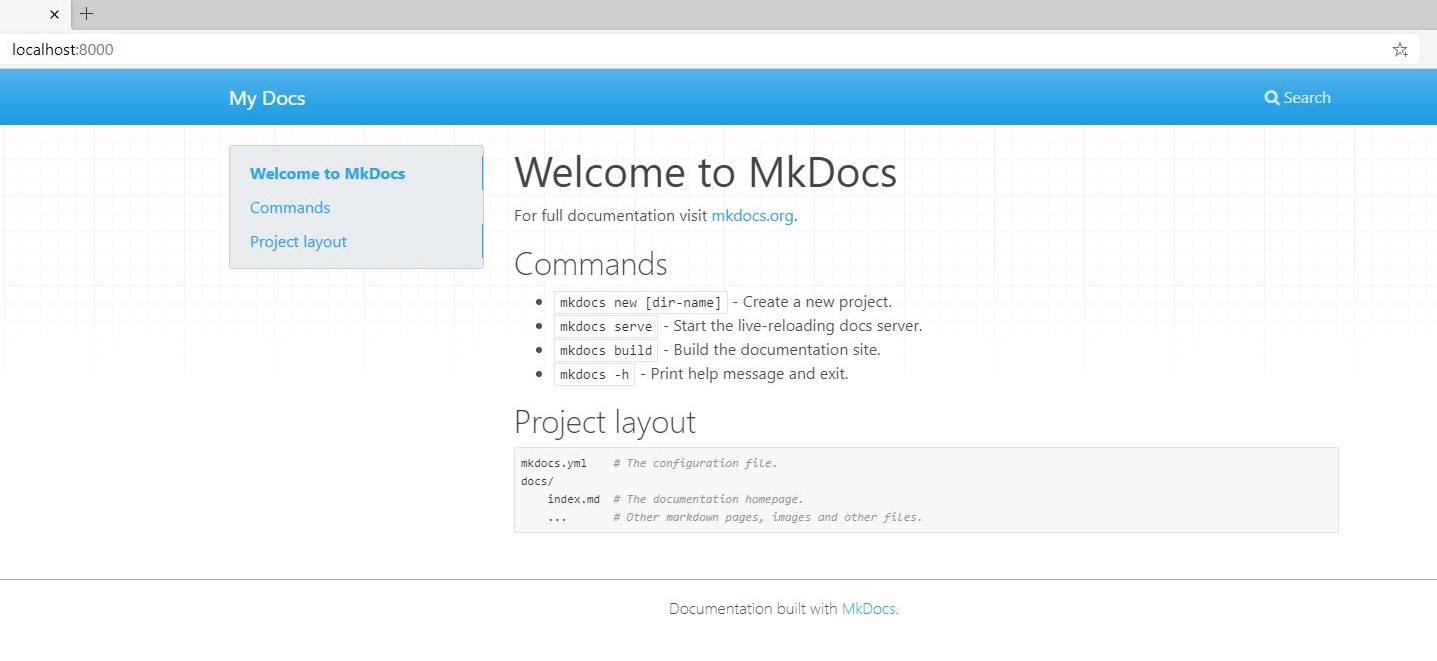 localhost:8000
My Docs
Search
Welcome to MkDocs
Commands
Project layout
Welcome to MkDocs
For full documentation visit mkdocs.org.
Commands
mkdocs new [dir-name] - Create a new project.
mkdocs serve - Start the live-reloading docs server.
mkdocs build - Build the documentation site.
mkdocs -h - Print help message and exit.
Project layout
mkdocs.yml    # The configuration file.
docs/
    index.md  # The documentation homepage.
    ...       # Other markdown pages, images and other files.
Documentation built with MkDocs.